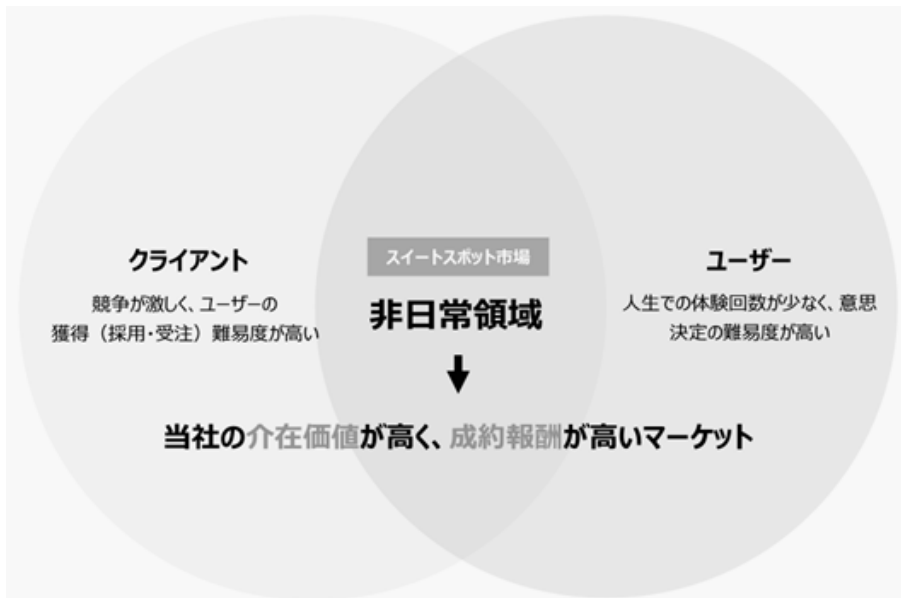 クライアント
競争が激しく、ユーザーの
獲得（採用・受注）難易度が高い
スイートスポット市場
非日常領域
ユーザー
人生での体験回数が少なく、意思
決定の難易度が高い
当社の介在価値が高く、成約報酬が高いマーケット